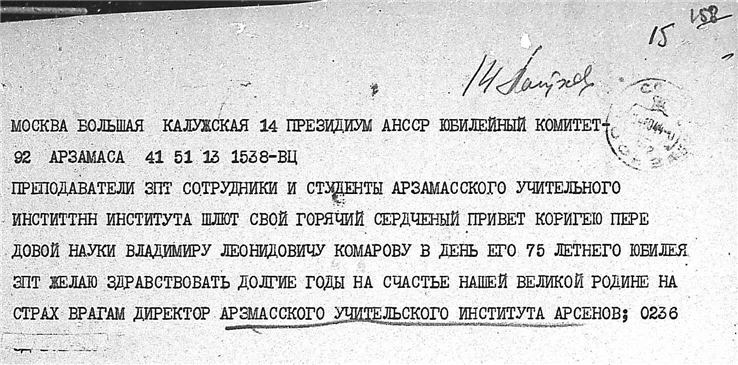 15 158
14
МОСКВА БОЛЬШАЯ КАЛУЖСКАЯ 14 ПРЕЗИДИУМ АНССР ЮБИЛЕЙНЫЙ КОМИТЕТ-
92 АРЗАМАСА 41 51 13 1538-ВЦ
ПРЕПОДАВАТЕЛИ ЗПТ СОТРУДНИКИ И СТУДЕНТЫ АРЗАМАССКОГО УЧИТЕЛЬНОГО
ИНСТИТТНН ИНСТИТУТА ШЛЮТ СВОЙ ГОРЯЧИЙ СЕРДЧЕНЫЙ ПРИВЕТ КОРИГЕЮ ПЕРЕ
ДОВОЙ НАУКИ ВЛАДИМИРУ ЛЕОНИДОВИЧУ КОМАРОВУ В ДЕНЬ ЕГО 75 ЛЕТНЕГО ЮБИЛЕЯ
ЗПТ ЖЕЛАЮ ЗДРАВСТВОВАТЬ ДОЛГИЕ ГОДЫ НА СЧАСТЬЕ НАШЕЙ ВЕЛИКОЙ РОДИНЕ НА
СТРАХ ВРАГАМ ДИРЕКТОР АРЗМАССКОГО УЧИТЕЛЬСКОГО ИНСТИТУТА АРСЕНОВ; 0236